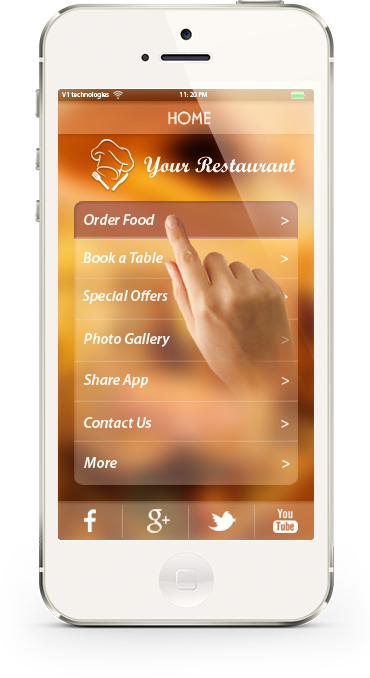 V1 technologies 11: 20 PM
HOME
Your Restaurant
Order Food >
Book a Table >
Special Offers >
Photo Gallery >
Share App >
Contact Us >
More >
f g+ You Tube